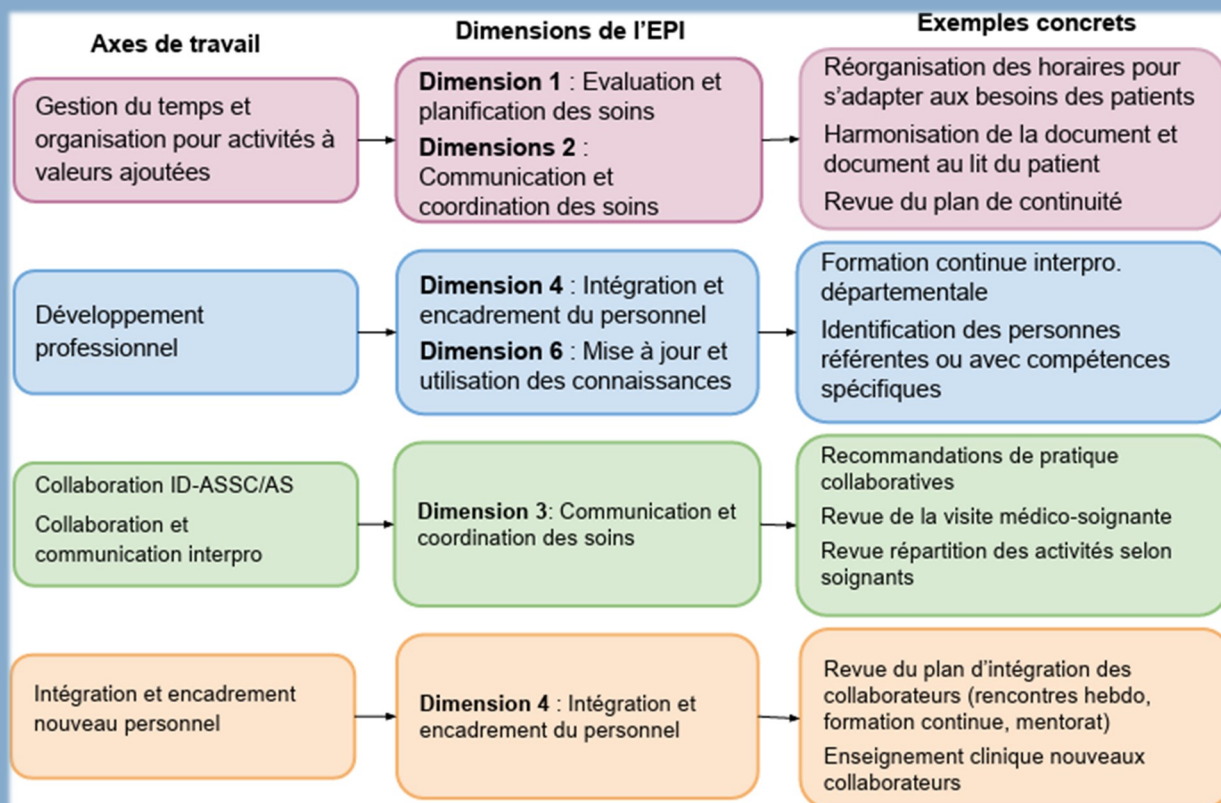 Axes de travail
Dimensions de l'EPI
Exemples concrets
Gestion du temps et
organisation pour activités à
valeurs ajoutées
Dimension 1 : Evaluation et
planification des soins
Dimensions 2 :
Communication et
coordination des soins
Réorganisation des horaires pour
s'adapter aux besoins des patients
Harmonisation de la document et
document au lit du patient
Revue du plan de continuité
Développement
professionnel
Dimension 4 : Intégration et
encadrement du personnel
Dimension 6 : Mise à jour et
utilisation des connaissances
Formation continue interpro.
départementale
Identification des personnes
référentes ou avec compétences
spécifiques
Collaboration ID-ASSC/AS
Collaboration et
communication interpro
Dimension 3: Communication et
coordination des soins
Recommandations de pratique
collaboratives
Revue de la visite médico-soignante
Revue répartition des activités selon
soignants
Intégration et encadrement
nouveau personnel
Dimension 4 : Intégration et
encadrement du personnel
Revue du plan d'intégration des
collaborateurs (rencontres hebdo,
formation continue, mentorat)
Enseignement clinique nouveaux
collaborateurs